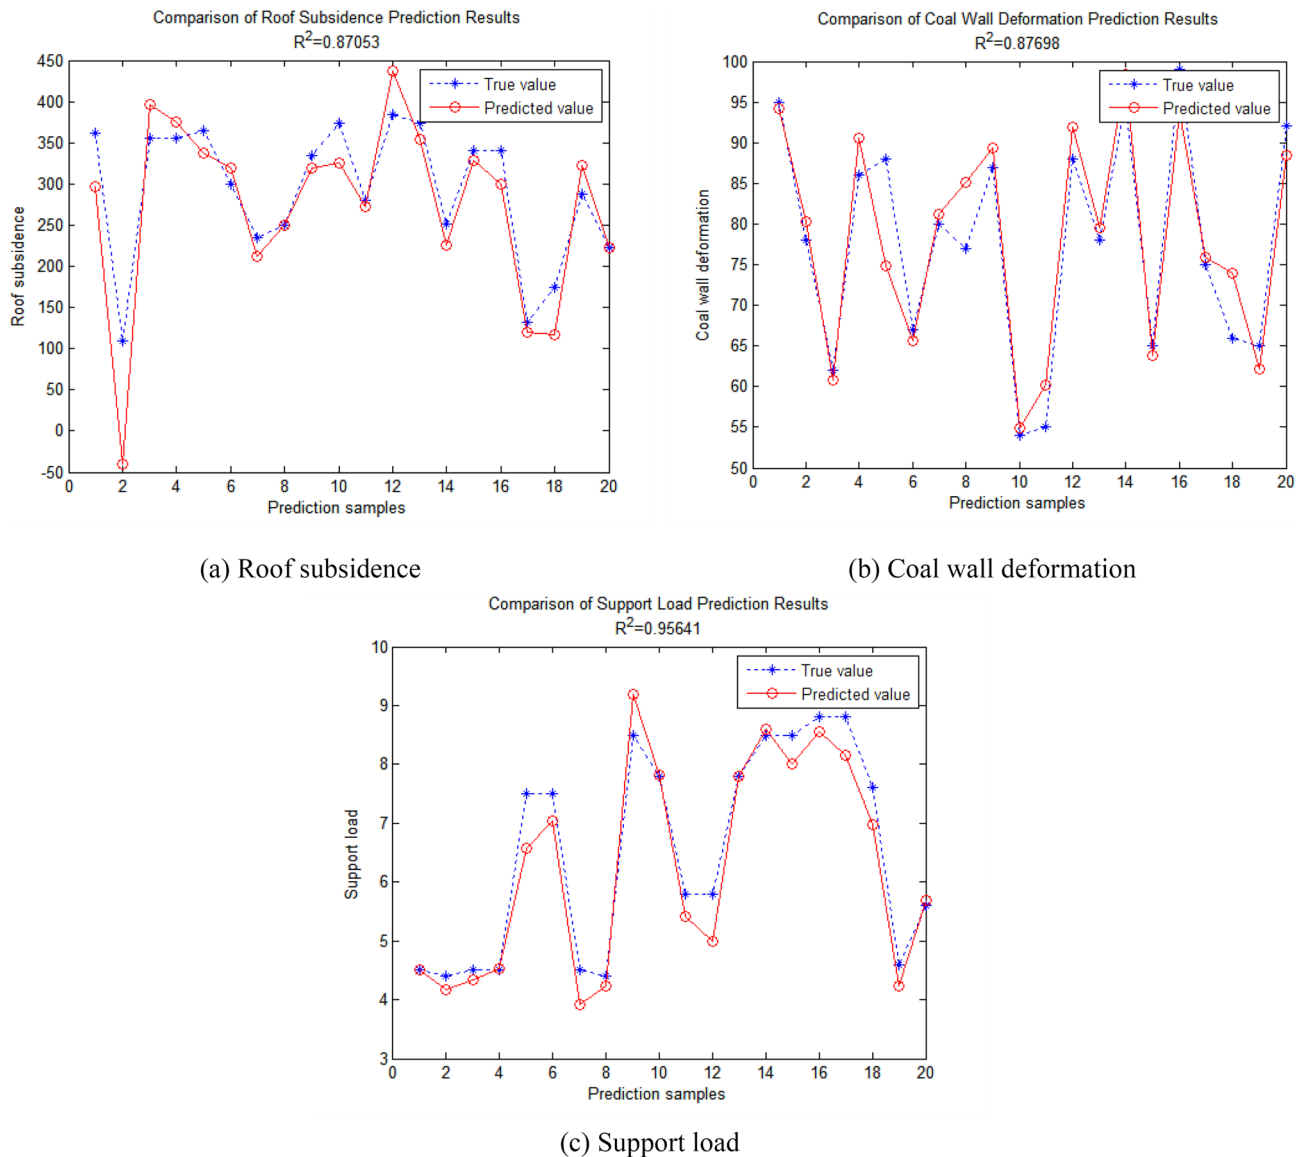 Comparison of Roof Subsidence Prediction Results
R²=0.87053
450
400
350
300
250
200
150
100
50
0
-50
Roof subsidence
True value
Predicted value
0 2 4 6 8 10 12 14 16 18 20
Prediction samples
(a) Roof subsidence
Comparison of Coal Wall Deformation Prediction Results
R²=0.87698
100
95
90
85
80
75
70
65
60
55
50
Coal wall deformation
True value
Predicted value
0 2 4 6 8 10 12 14 16 18 20
Prediction samples
(b) Coal wall deformation
Comparison of Support Load Prediction Results
R²=0.95641
10
9
8
7
6
5
4
3
Support load
True value
Predicted value
0 2 4 6 8 10 12 14 16 18 20
Prediction samples
(c) Support load